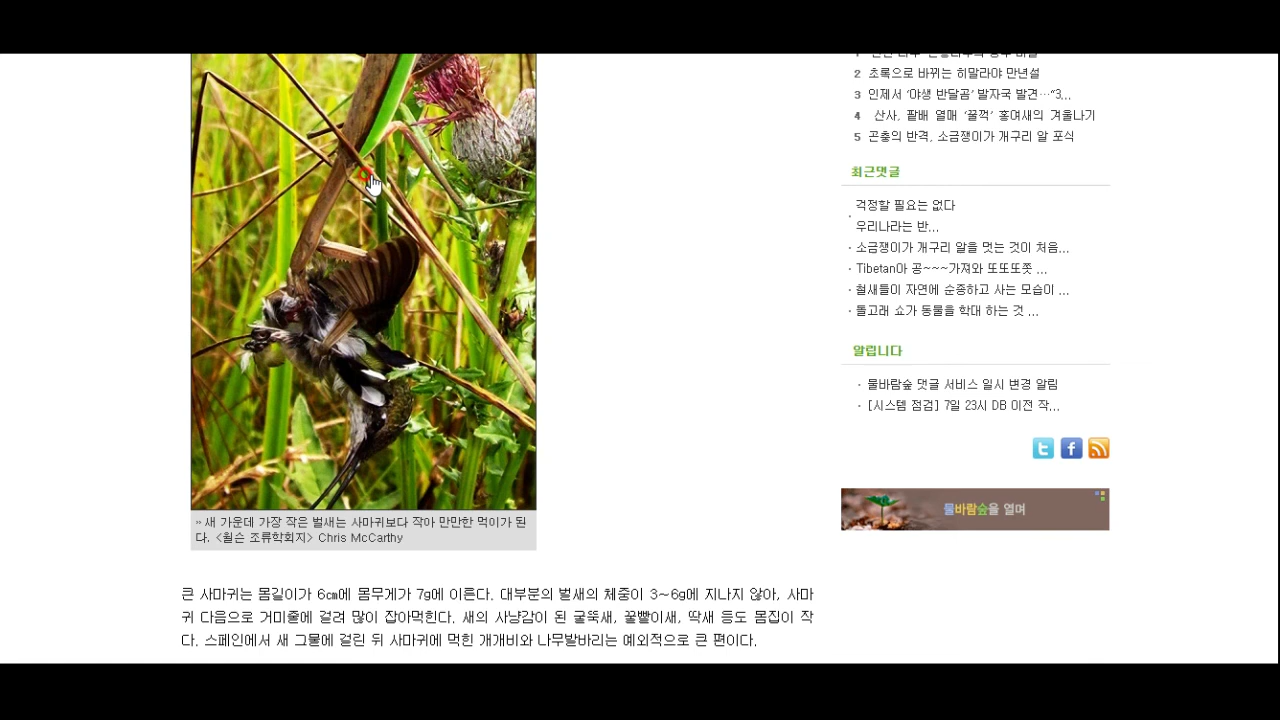 » 새 가운데 가장 작은 벌새는 사마귀보다 작아 만만한 먹이가 된
다. <윌슨 조류학회지> Chris McCarthy
큰 사마귀는 몸길이가 6㎝에 몸무게가 7g에 이른다. 대부분의 벌새의 체중이 3~6g에 지나지 않아, 사마
귀 다음으로 거미줄에 걸려 많이 잡아먹힌다. 새의 사냥감이 된 굴뚝새, 꿀빨이새, 딱새 등도 몸집이 작
다. 스페인에서 새 그물에 걸린 뒤 사마귀에 먹힌 개개비와 나무발바리는 예외적으로 큰 편이다.
2 초록으로 바뀌는 히말라야 만년설
3 인제서 ‘야생 반달곰’ 발자국 발견…“3...
4 산사, 팥배 열매 ‘꿀꺽’ 홍여새의 겨울나기
5 곤충의 반격, 소금쟁이가 개구리 알 포식
최근댓글
걱정할 필요는 없다
우리나라는 반...
· 소금쟁이가 개구리 알을 먹는 것이 처음...
· Tibetan아 공~~~가져와 또또또쫏 ...
· 철새들이 자연에 순종하고 사는 모습이 ...
· 돌고래 쇼가 동물을 학대 하는 것 ...
알립니다
· 물바람숲 댓글 서비스 일시 변경 알림
· [시스템 점검] 7일 23시 DB 이전 작...
물바람숲을 열며